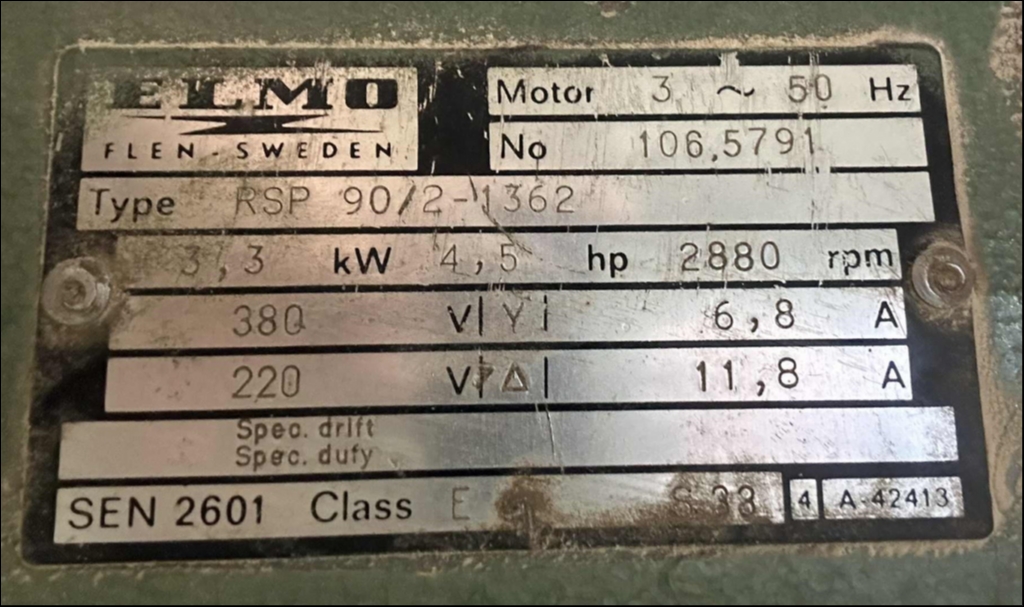 ELMO
FLEN - SWEDEN
Motor 3 ~ 50 Hz
No 106,5791
Type RSP 90/2-1362
3,3 kW 4,5 hp 2880 rpm
380 V Y 6,8 A
220 V Δ 11,8 A
Spec. drift
Spec. duty
SEN 2601 Class E 4 A-42413